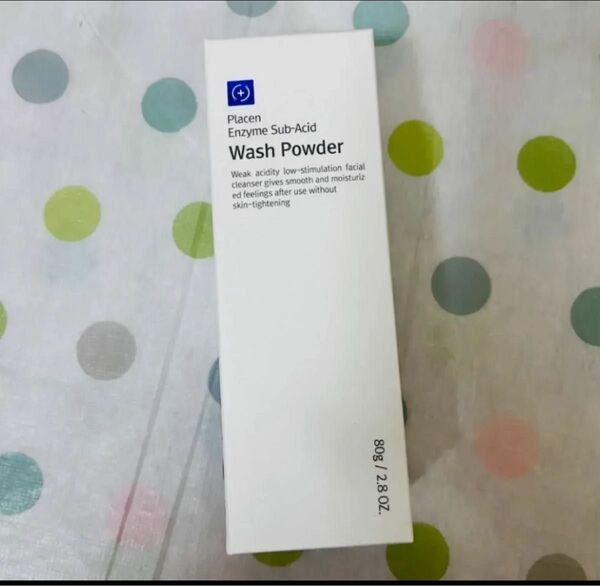 Placen
Enzyme Sub-Acid
Wash Powder
Weak acidity low-stimulation facial
cleanser gives smooth and moisturiz
ed feelings after use without
skin-tightening
80g / 2.8 OZ.